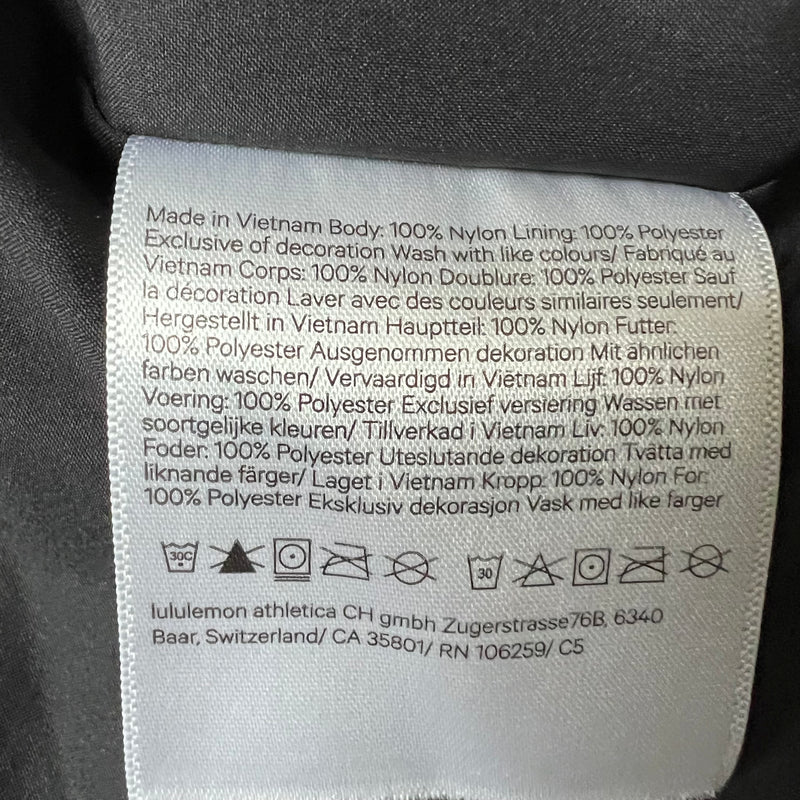 Made in Vietnam Body: 100% Nylon Lining: 100% Polyester
Exclusive of decoration Wash with like colours/ Fabriqué au
Vietnam Corps: 100% Nylon Doublure: 100% Polyester Sauf
la décoration Laver avec des couleurs similaires seulement/
Hergestellt in Vietnam Hauptteil: 100% Nylon Futter:
100% Polyester Ausgenommen dekoration Mit ähnlichen
farben waschen/ Vervaardigd in Viëtnam Lijf: 100% Nylon
Voering: 100% Polyester Exclusief versiering Wassen met
soortgelijke kleuren/ Tillverkad i Vietnam Liv: 100% Nylon
Foder: 100% Polyester Uteslutande dekoration Tvätta med
liknande färger/ Laget i Vietnam Kropp: 100% Nylon For:
100% Polyester Eksklusiv dekorasjon Vask med like farger
30C 30
lululemon athletica CH gmbh Zugerstrasse76B, 6340
Baar, Switzerland/ CA 35801/ RN 106259/ C5